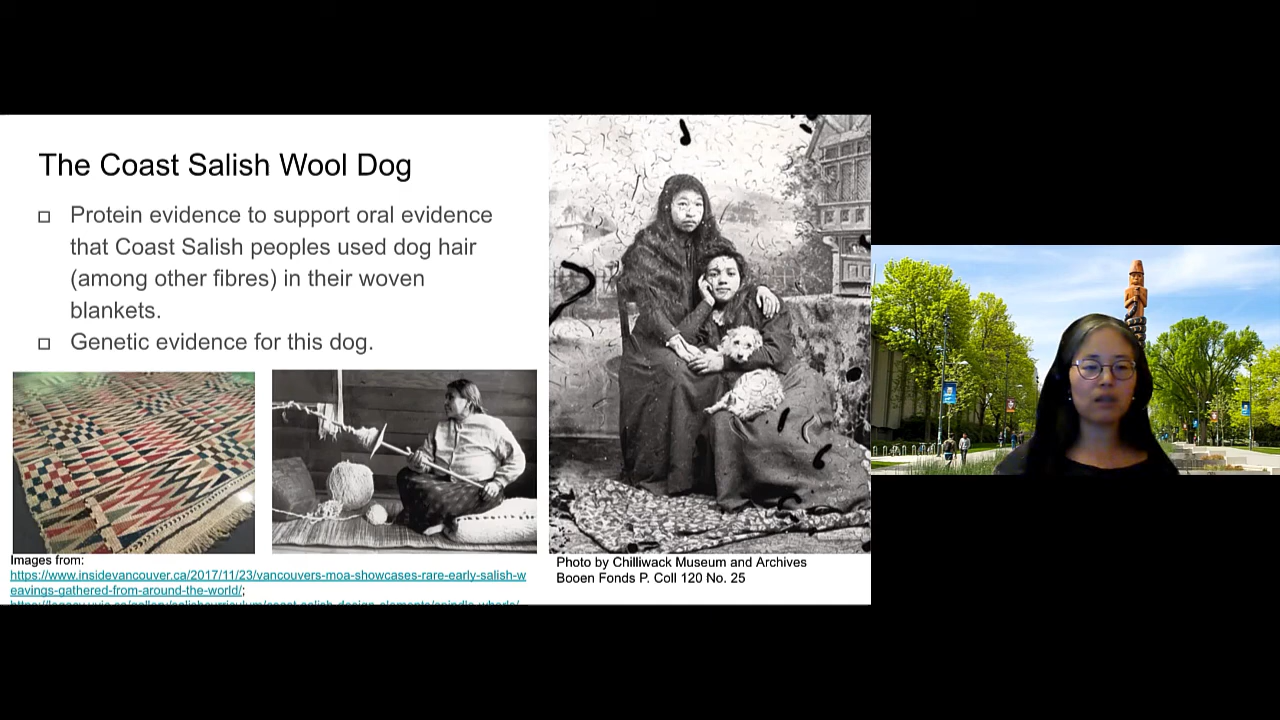 The Coast Salish Wool Dog
Protein evidence to support oral evidence
that Coast Salish peoples used dog hair
(among other fibres) in their woven
blankets.
Genetic evidence for this dog.
Images from:
https://www.insidevancouver.ca/2017/11/23/vancouvers-moa-showcases-rare-early-salish-w
eavings-gathered-from-around-the-world/;
Photo by Chilliwack Museum and Archives
Booen Fonds P. Coll 120 No. 25